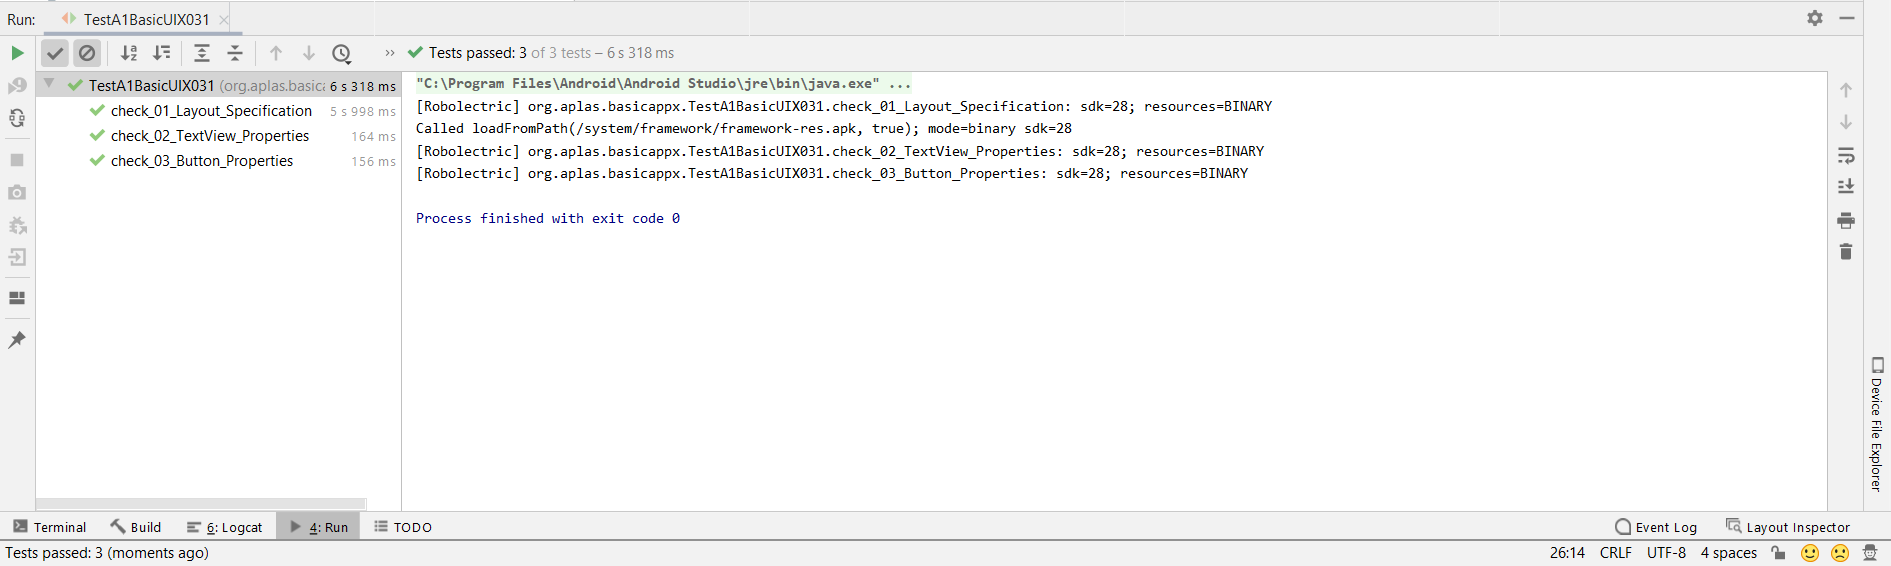 Run: TestA1BasicUIX031
Tests passed: 3 of 3 tests – 6 s 318 ms
TestA1BasicUIX031 (org.aplas.basica 6 s 318 ms
check_01_Layout_Specification 5 s 998 ms
check_02_TextView_Properties 164 ms
check_03_Button_Properties 156 ms
"C:\Program Files\Android\Android Studio\jre\bin\java.exe" ...
[Robolectric] org.aplas.basicappx.TestA1BasicUIX031.check_01_Layout_Specification: sdk=28; resources=BINARY
Called loadFromPath(/system/framework/framework-res.apk, true); mode=binary sdk=28
[Robolectric] org.aplas.basicappx.TestA1BasicUIX031.check_02_TextView_Properties: sdk=28; resources=BINARY
[Robolectric] org.aplas.basicappx.TestA1BasicUIX031.check_03_Button_Properties: sdk=28; resources=BINARY
Process finished with exit code 0
Device File Explorer
Terminal Build 6: Logcat 4: Run TODO Event Log Layout Inspector
Tests passed: 3 (moments ago) 26:14 CRLF UTF-8 4 spaces